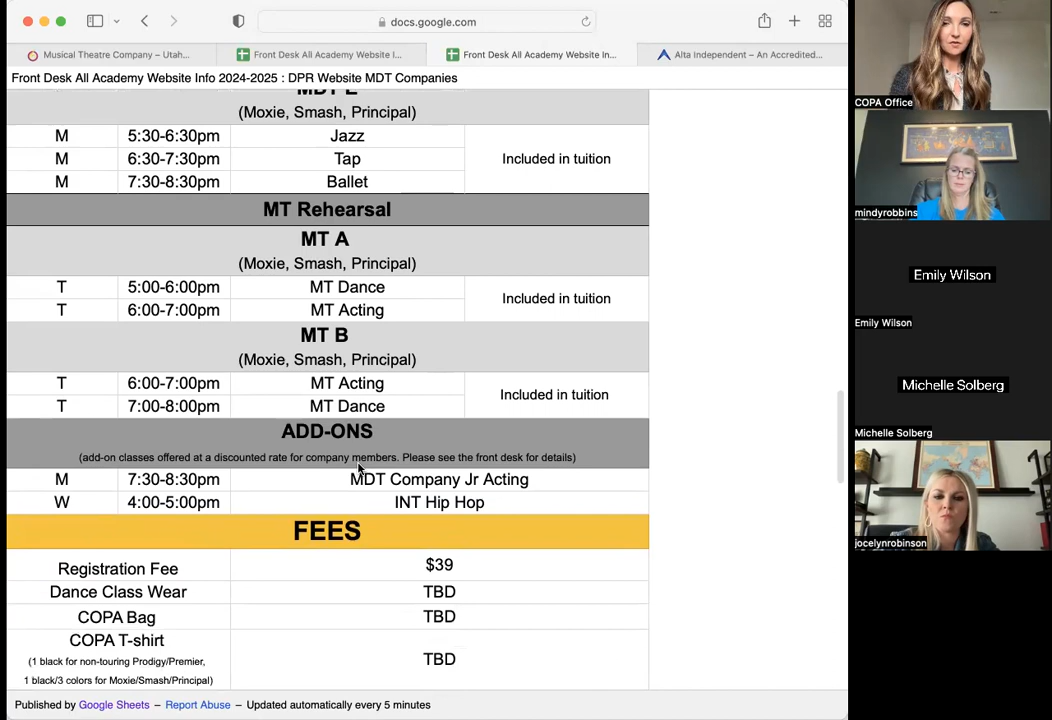 docs.google.com
Musical Theatre Company – Utah...
Front Desk All Academy Website I...
Front Desk All Academy Website In...
Alta Independent – An Accredited...
Front Desk All Academy Website Info 2024-2025 : DPR Website MDT Companies
(Moxie, Smash, Principal)
M 5:30-6:30pm Jazz
M 6:30-7:30pm Tap
Included in tuition
M 7:30-8:30pm Ballet
MT Rehearsal
MT A
(Moxie, Smash, Principal)
T 5:00-6:00pm MT Dance
Included in tuition
T 6:00-7:00pm MT Acting
MT B
(Moxie, Smash, Principal)
T 6:00-7:00pm MT Acting
Included in tuition
T 7:00-8:00pm MT Dance
ADD-ONS
(add-on classes offered at a discounted rate for company members. Please see the front desk for details)
M 7:30-8:30pm MDT Company Jr Acting
W 4:00-5:00pm INT Hip Hop
FEES
Registration Fee $39
Dance Class Wear TBD
COPA Bag TBD
COPA T-shirt
(1 black for non-touring Prodigy/Premier,
1 black/3 colors for Moxie/Smash/Principal)
TBD
Published by Google Sheets – Report Abuse – Updated automatically every 5 minutes
COPA Office
mindyrobbins
Emily Wilson
Emily Wilson
Michelle Solberg
Michelle Solberg
jocelynrobinson